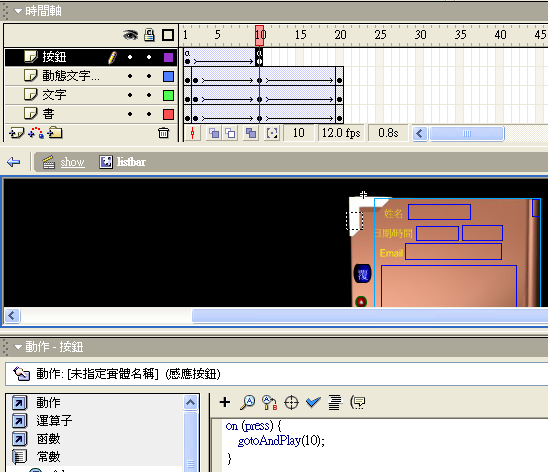 時間軸
1 5 10 15 20 25 30 35 40 45
按鈕
動態文字...
文字
書
10 12.0 fps 0.8s
show listbar
姓名
日期/時間
Email
覆
動作 - 按鈕
動作: [未指定實體名稱] (感應按鈕)
動作
運算子
函數
常數
on (press) {
gotoAndPlay(10);
}